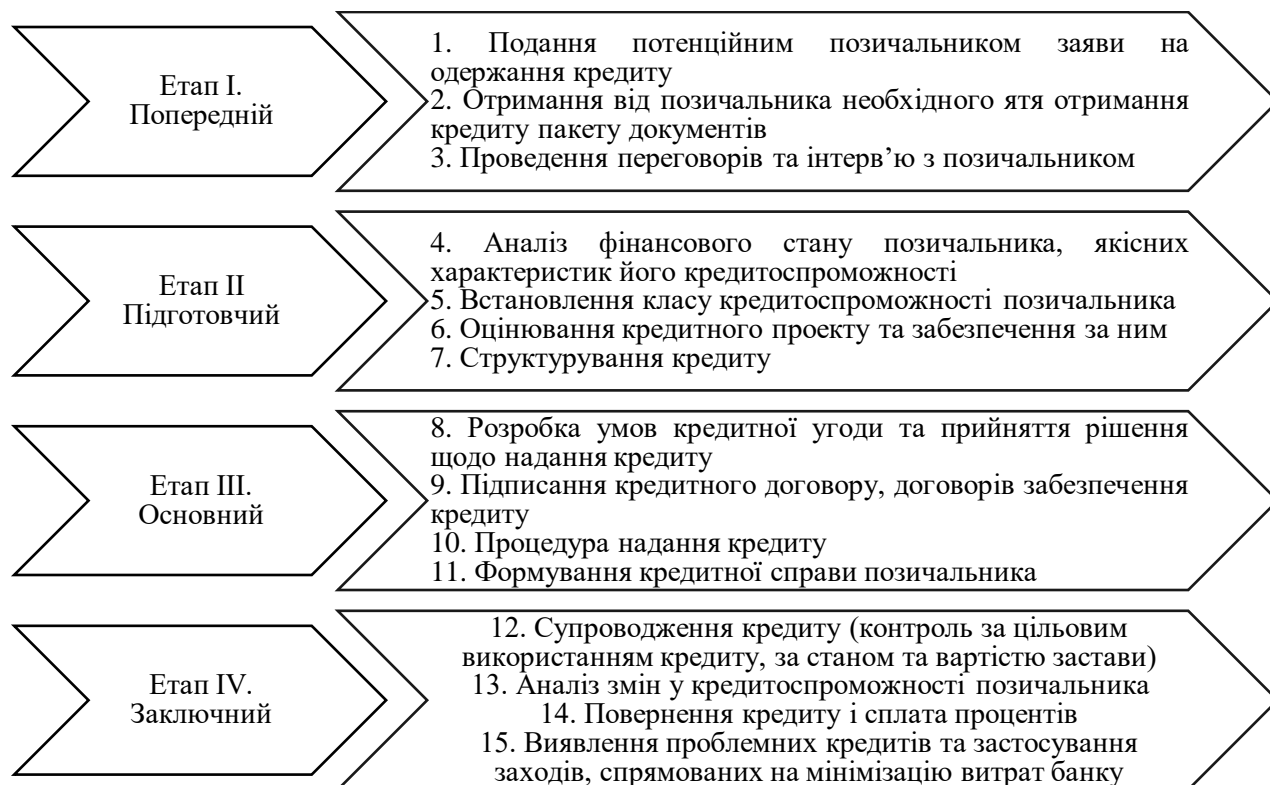 Етап І.
Попередній
1. Подання потенційним позичальником заяви на
одержання кредиту
2. Отримання від позичальника необхідного ятя отримання
кредиту пакету документів
3. Проведення переговорів та інтерв’ю з позичальником
Етап ІІ
Підготовчий
4. Аналіз фінансового стану позичальника, якісних
характеристик його кредитоспроможності
5. Встановлення класу кредитоспроможності позичальника
6. Оцінювання кредитного проекту та забезпечення за ним
7. Структурування кредиту
Етап ІІІ.
Основний
8. Розробка умов кредитної угоди та прийняття рішення
щодо надання кредиту
9. Підписання кредитного договору, договорів забезпечення
кредиту
10. Процедура надання кредиту
11. Формування кредитної справи позичальника
Етап IV.
Заключний
12. Супроводження кредиту (контроль за цільовим
використанням кредиту, за станом та вартістю застави)
13. Аналіз змін у кредитоспроможності позичальника
14. Повернення кредиту і сплата процентів
15. Виявлення проблемних кредитів та застосування
заходів, спрямованих на мінімізацію витрат банку